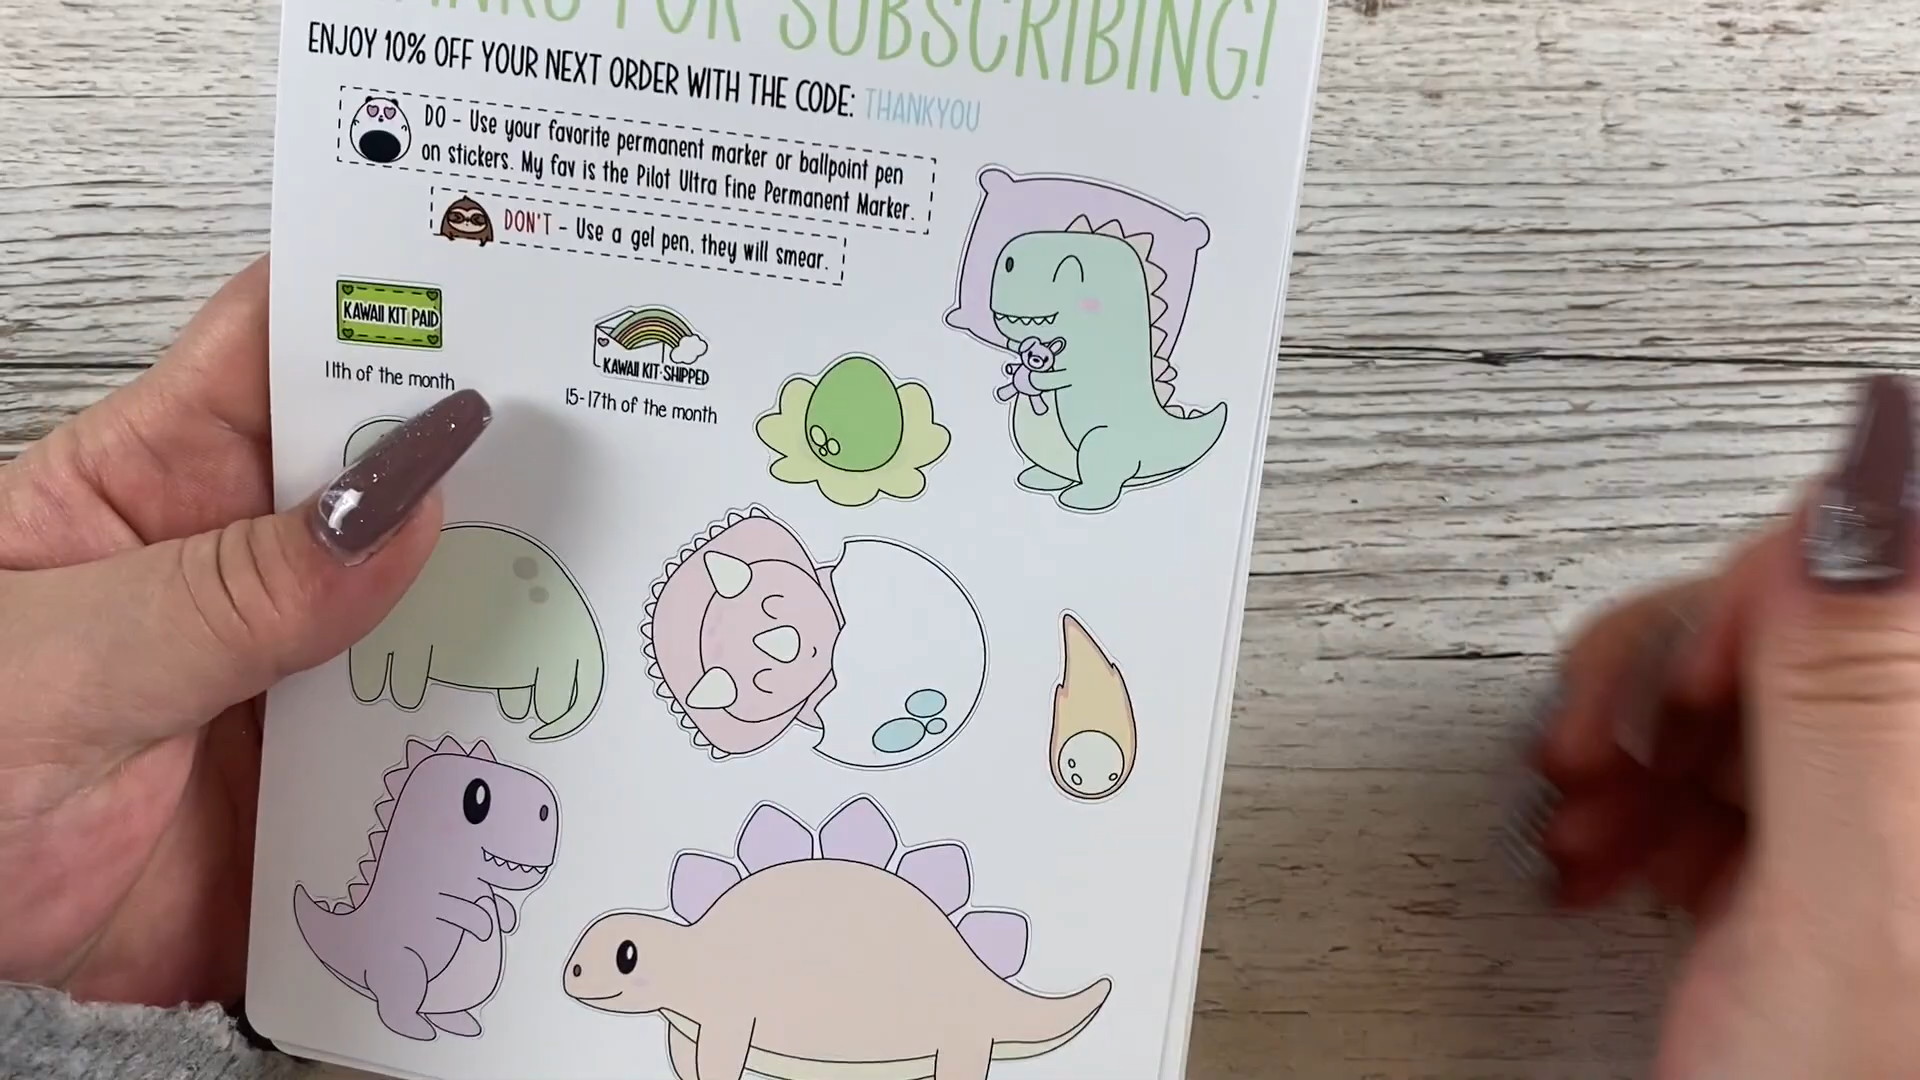 FOR SUBSCRIBING!
ENJOY 10% OFF YOUR NEXT ORDER WITH THE CODE: THANKYOU
DO - Use your favorite permanent marker or ballpoint pen
on stickers. My fav is the Pilot Ultra Fine Permanent Marker.
DON'T - Use a gel pen, they will smear.
KAWAII KIT PAID
11th of the month
KAWAII KIT SHIPPED
15-17th of the month